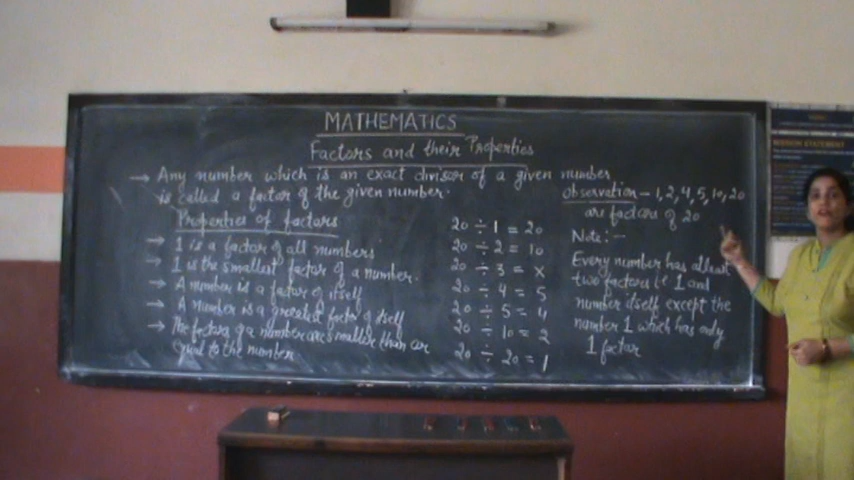 MATHEMATICS
Factors and their Properties
→ Any number which is an exact divisor of a given number
is called a factor of the given number.
Properties of factors
→ 1 is a factor of all numbers
→ 1 is the smallest factor of a number.
→ A number is a factor of itself
→ A number is a greatest factor of itself
→ The factors of a number are smaller than or
equal to the number
20 ÷ 1 = 20
20 ÷ 2 = 10
20 ÷ 3 = x
20 ÷ 4 = 5
20 ÷ 5 = 4
20 ÷ 10 = 2
20 ÷ 20 = 1
Observation - 1, 2, 4, 5, 10, 20
are factors of 20
Note:-
Every number has atleast
two factors i.e 1 and
number itself except the
number 1 which has only
1 factor
MISSION STATEMENT